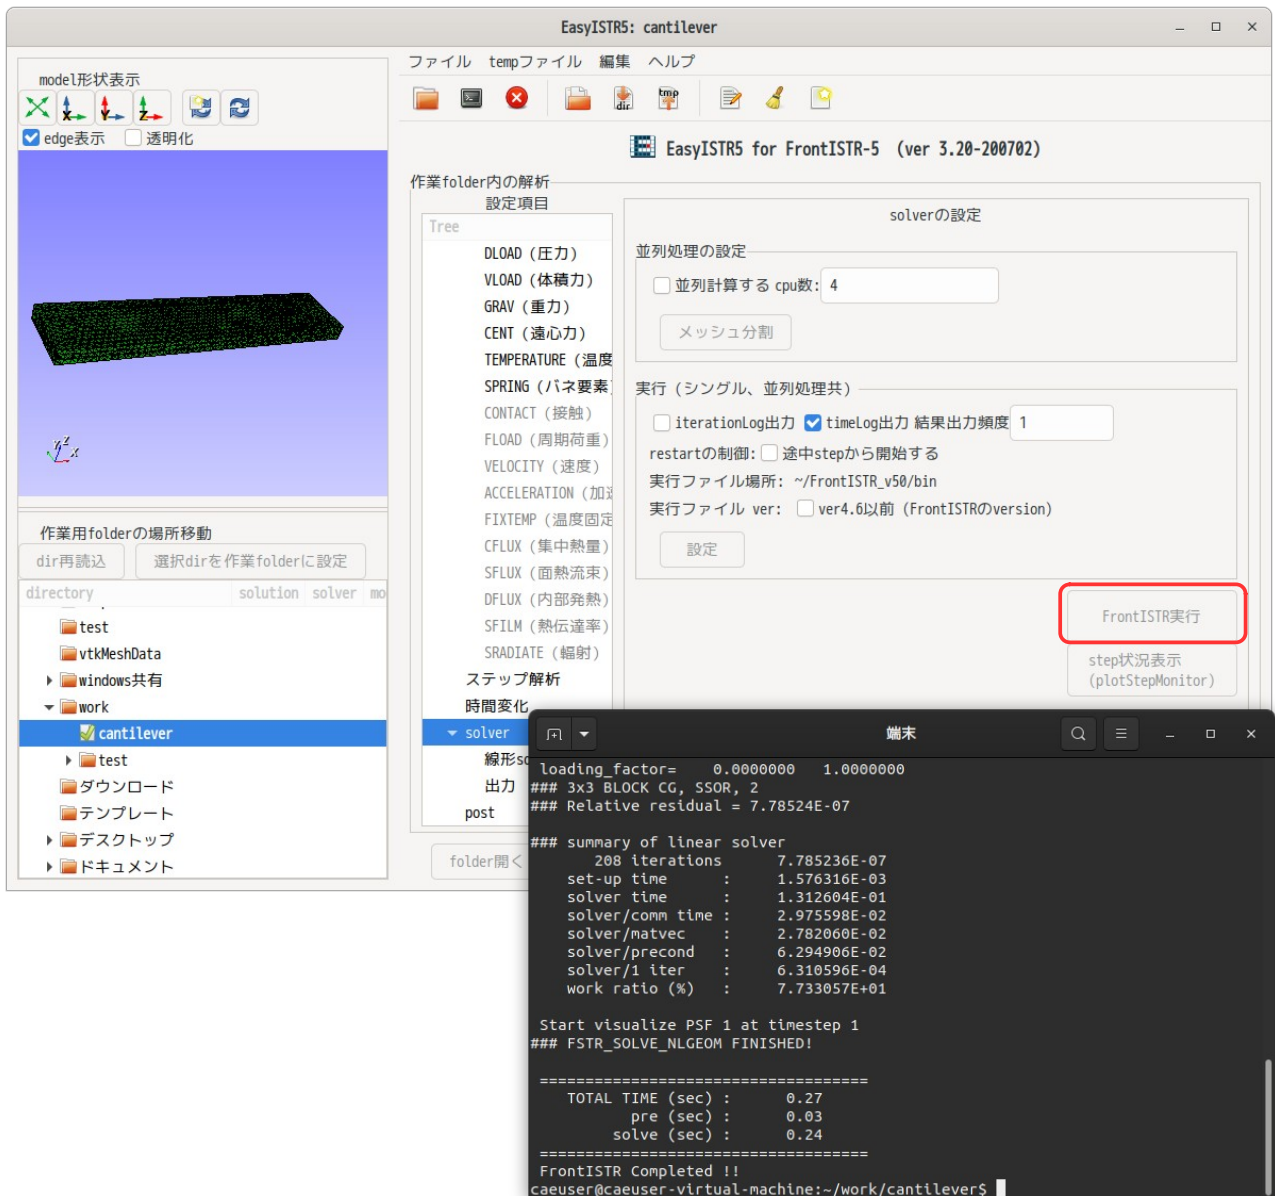 EasyISTR5: cantilever
model形状表示
edge表示 透明化
作業用folderの場所移動
dir再読込 選択dirを作業folderに設定
directory solution solver mo
test
vtkMeshData
windows共有
work
cantilever
test
ダウンロード
テンプレート
デスクトップ
ドキュメント
ファイル tempファイル 編集 ヘルプ
dir tmp
EasyISTR5 for FrontISTR-5 (ver 3.20-200702)
作業folder内の解析
設定項目
Tree
DLOAD (圧力)
VLOAD (体積力)
GRAV (重力)
CENT (遠心力)
TEMPERATURE (温度
SPRING (バネ要素)
CONTACT (接触)
FLOAD (周期荷重)
VELOCITY (速度)
ACCELERATION (加速
FIXTEMP (温度固定
CFLUX (集中熱量)
SFLUX (面熱流束)
DFLUX (内部発熱)
SFILM (熱伝達率)
SRADIATE (輻射)
ステップ解析
時間変化
solver
線形so
出力
post
folder開く
solverの設定
並列処理の設定
並列計算する cpu数: 4
メッシュ分割
実行 (シングル、並列処理共)
iterationLog出力 timeLog出力 結果出力頻度 1
restartの制御: 途中stepから開始する
実行ファイル場所: ~/FrontISTR_v50/bin
実行ファイル ver: ver4.6以前 (FrontISTRのversion)
設定
FrontISTR実行
step状況表示
(plotStepMonitor)
端末
loading_factor= 0.0000000 1.0000000
### 3x3 BLOCK CG, SSOR, 2
### Relative residual = 7.78524E-07
### summary of linear solver
208 iterations 7.785236E-07
set-up time : 1.576316E-03
solver time : 1.312604E-01
solver/comm time : 2.975598E-02
solver/matvec : 2.782060E-02
solver/precond : 6.294906E-02
solver/1 iter : 6.310596E-04
work ratio (%) : 7.733057E+01
Start visualize PSF 1 at timestep 1
### FSTR_SOLVE_NLGEOM FINISHED!
====================================
TOTAL TIME (sec) : 0.27
pre (sec) : 0.03
solve (sec) : 0.24
====================================
FrontISTR Completed !!
caeuser@caeuser-virtual-machine:~/work/cantilever$
Z
Y
X